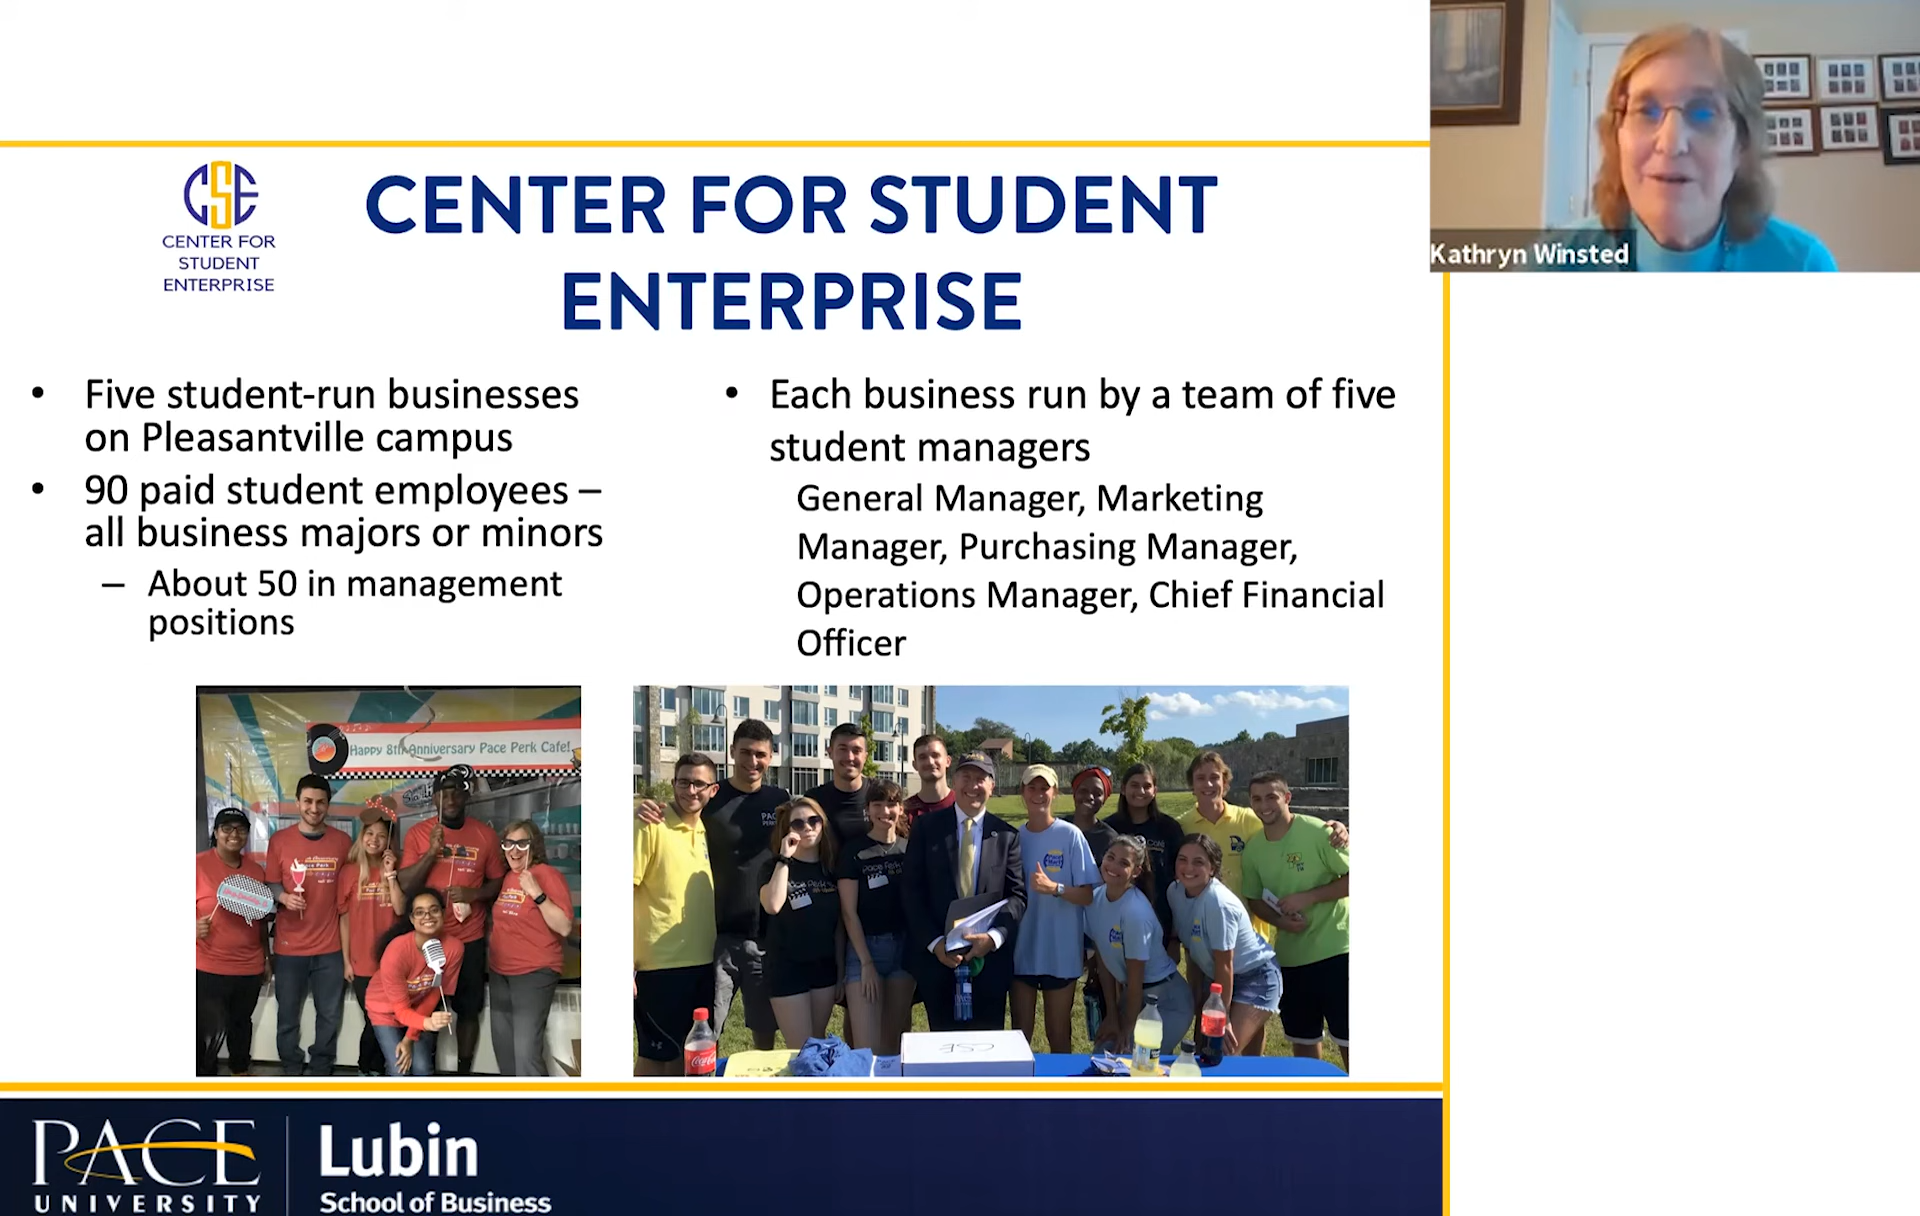 CSE
CENTER FOR
STUDENT
ENTERPRISE
CENTER FOR STUDENT
ENTERPRISE
Kathryn Winsted
• Five student-run businesses
on Pleasantville campus
• 90 paid student employees –
all business majors or minors
– About 50 in management
positions
• Each business run by a team of five
student managers
General Manager, Marketing
Manager, Purchasing Manager,
Operations Manager, Chief Financial
Officer
Happy 8th Anniversary Pace Perk Cafe!
CSE
PACE
UNIVERSITY
Lubin
School of Business